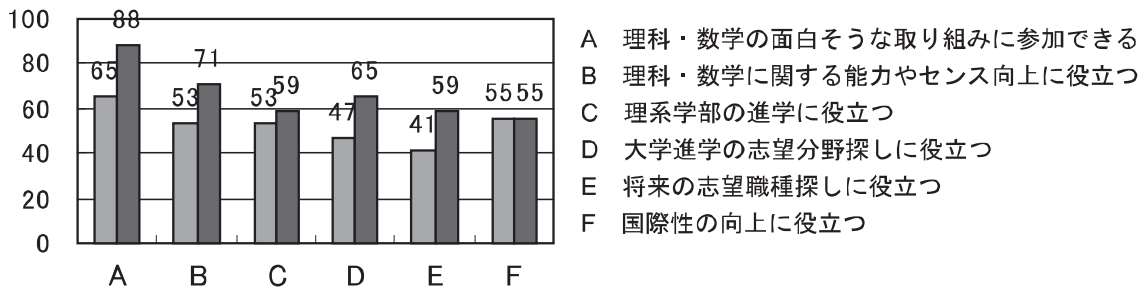 100
80
60
40
20
0
65 88
53 71
53 59
47 65
41 59
55 55
A B C D E F
A 理科・数学の面白そうな取り組みに参加できる
B 理科・数学に関する能力やセンス向上に役立つ
C 理系学部の進学に役立つ
D 大学進学の志望分野探しに役立つ
E 将来の志望職種探しに役立つ
F 国際性の向上に役立つ